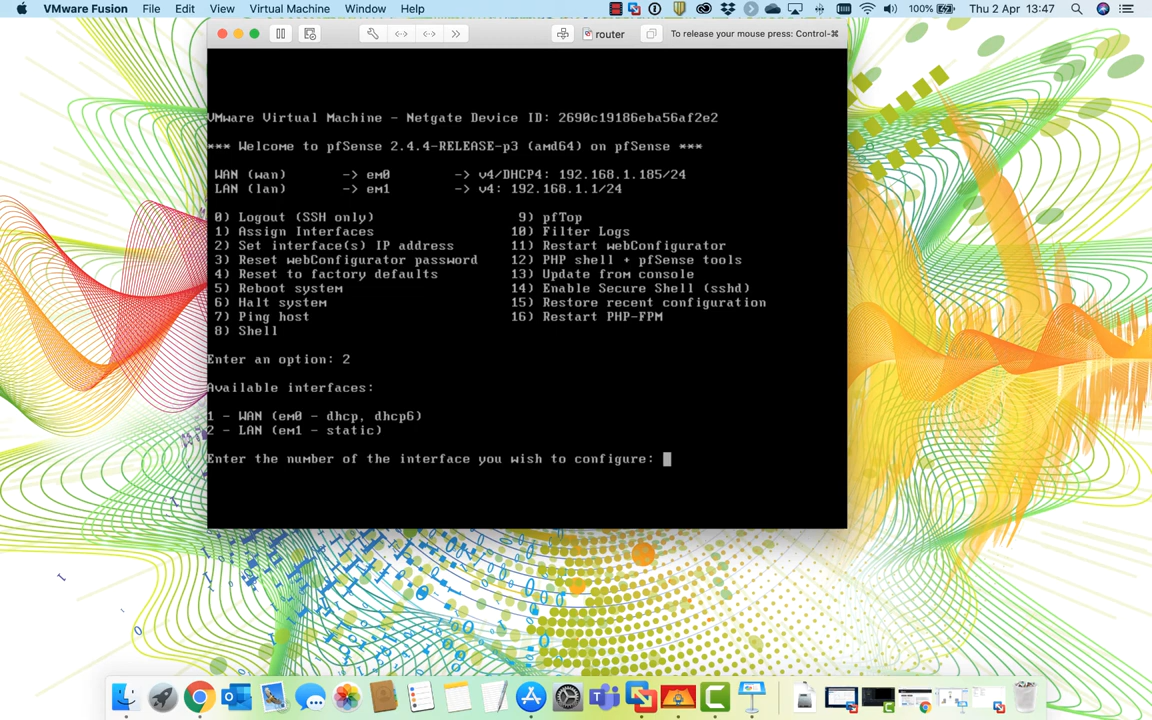 VMware Fusion File Edit View Virtual Machine Window Help 100% Thu 2 Apr 13:47
router To release your mouse press: Control-⌘
VMware Virtual Machine - Netgate Device ID: 2690c19186eba56af2e2
*** Welcome to pfSense 2.4.4-RELEASE-p3 (amd64) on pfSense ***
WAN (wan) -> em0 -> v4/DHCP4: 192.168.1.185/24
LAN (lan) -> em1 -> v4: 192.168.1.1/24
0) Logout (SSH only) 9) pfTop
1) Assign Interfaces 10) Filter Logs
2) Set interface(s) IP address 11) Restart webConfigurator
3) Reset webConfigurator password 12) PHP shell + pfSense tools
4) Reset to factory defaults 13) Update from console
5) Reboot system 14) Enable Secure Shell (sshd)
6) Halt system 15) Restore recent configuration
7) Ping host 16) Restart PHP-FPM
8) Shell
Enter an option: 2
Available interfaces:
1 - WAN (em0 - dhcp, dhcp6)
2 - LAN (em1 - static)
Enter the number of the interface you wish to configure: